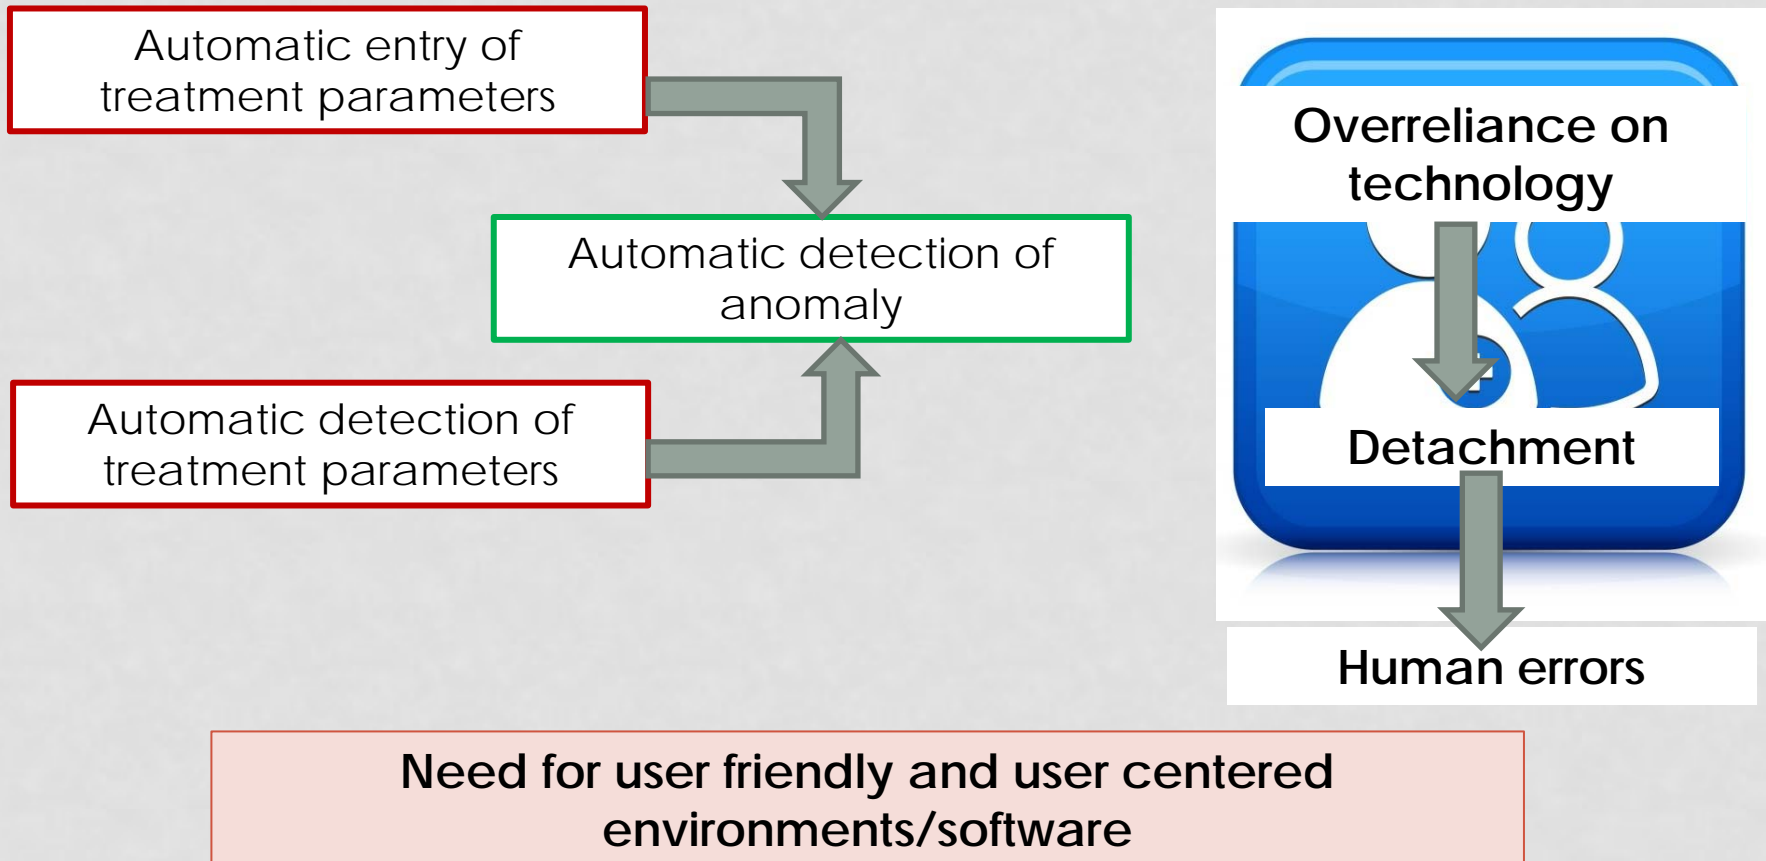 Automatic entry of
treatment parameters
Automatic detection of
anomaly
Automatic detection of
treatment parameters
Overreliance on
technology
Detachment
Human errors
Need for user friendly and user centered
environments/software